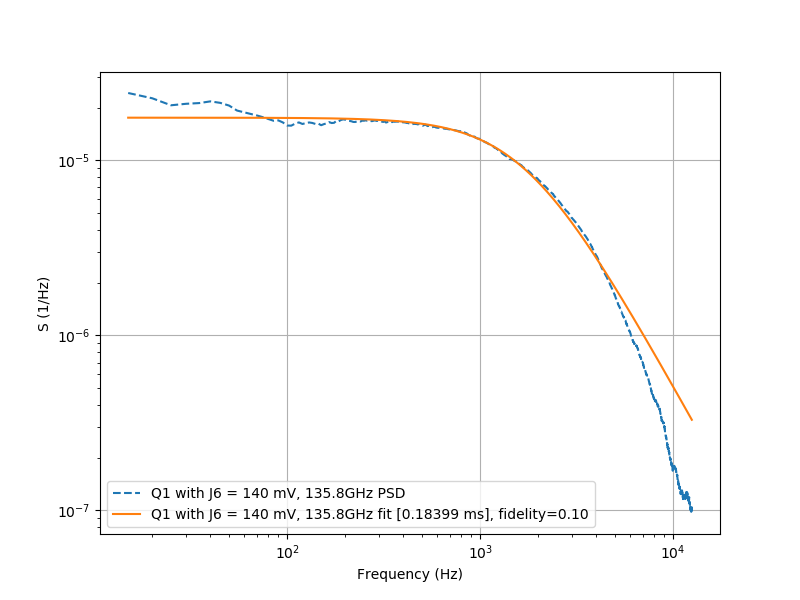 S (1/Hz)
10⁻⁵
10⁻⁶
10⁻⁷
Q1 with J6 = 140 mV, 135.8GHz PSD
Q1 with J6 = 140 mV, 135.8GHz fit [0.18399 ms], fidelity=0.10
10² 10³ 10⁴
Frequency (Hz)